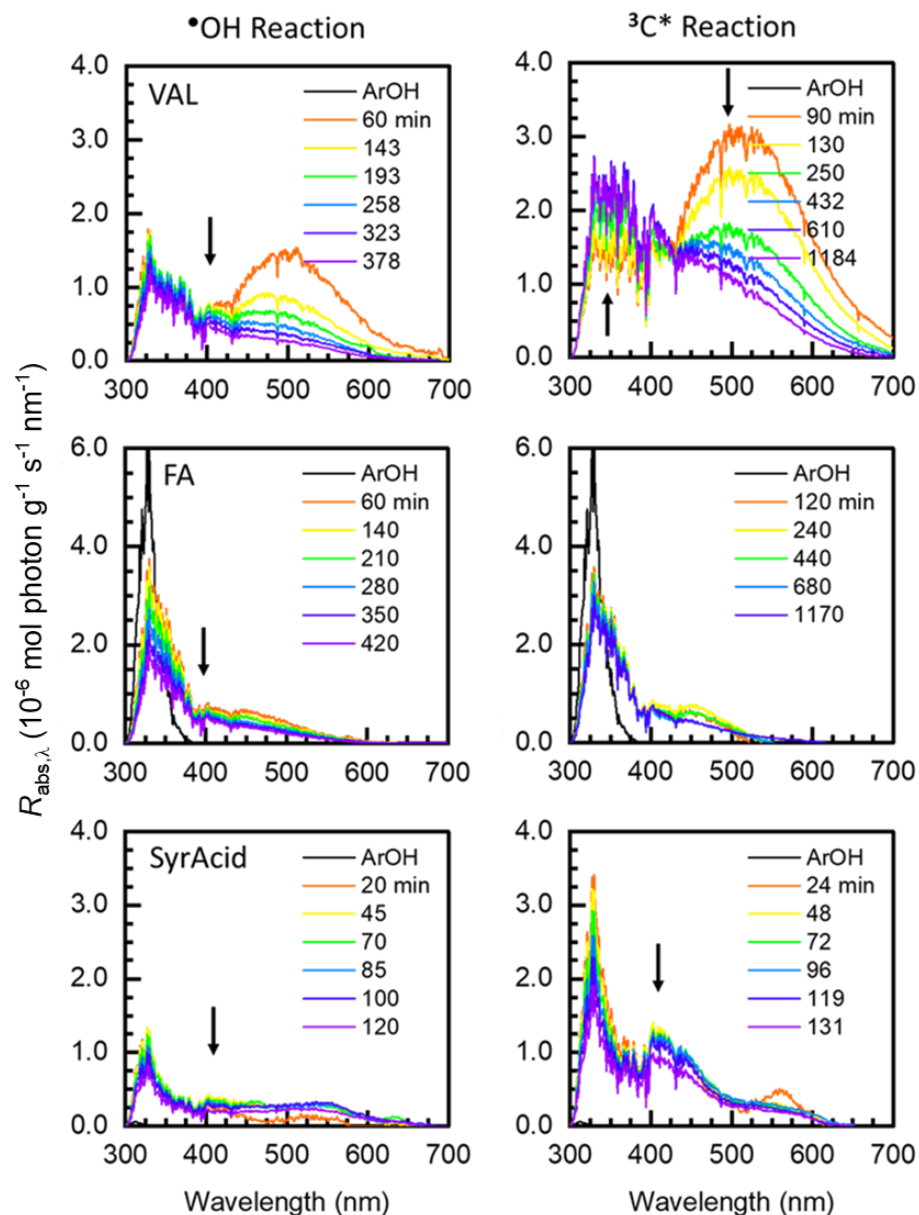 •OH Reaction
³C* Reaction
R_abs,λ (10⁻⁶ mol photon g⁻¹ s⁻¹ nm⁻¹)
4.0
3.0
2.0
1.0
0.0
VAL
ArOH
60 min
143
193
258
323
378
300 400 500 600 700
4.0
3.0
2.0
1.0
0.0
ArOH
90 min
130
250
432
610
1184
300 400 500 600 700
6.0
4.0
2.0
0.0
FA
ArOH
60 min
140
210
280
350
420
300 400 500 600 700
6.0
4.0
2.0
0.0
ArOH
120 min
240
440
680
1170
300 400 500 600 700
4.0
3.0
2.0
1.0
0.0
SyrAcid
ArOH
20 min
45
70
85
100
120
300 400 500 600 700
Wavelength (nm)
4.0
3.0
2.0
1.0
0.0
ArOH
24 min
48
72
96
119
131
300 400 500 600 700
Wavelength (nm)